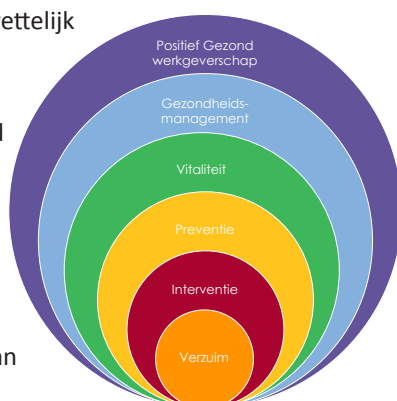 ettelijk
Positief Gezond
werkgeverschap
Gezondheids-
management
Vitaliteit
Preventie
Interventie
Verzuim